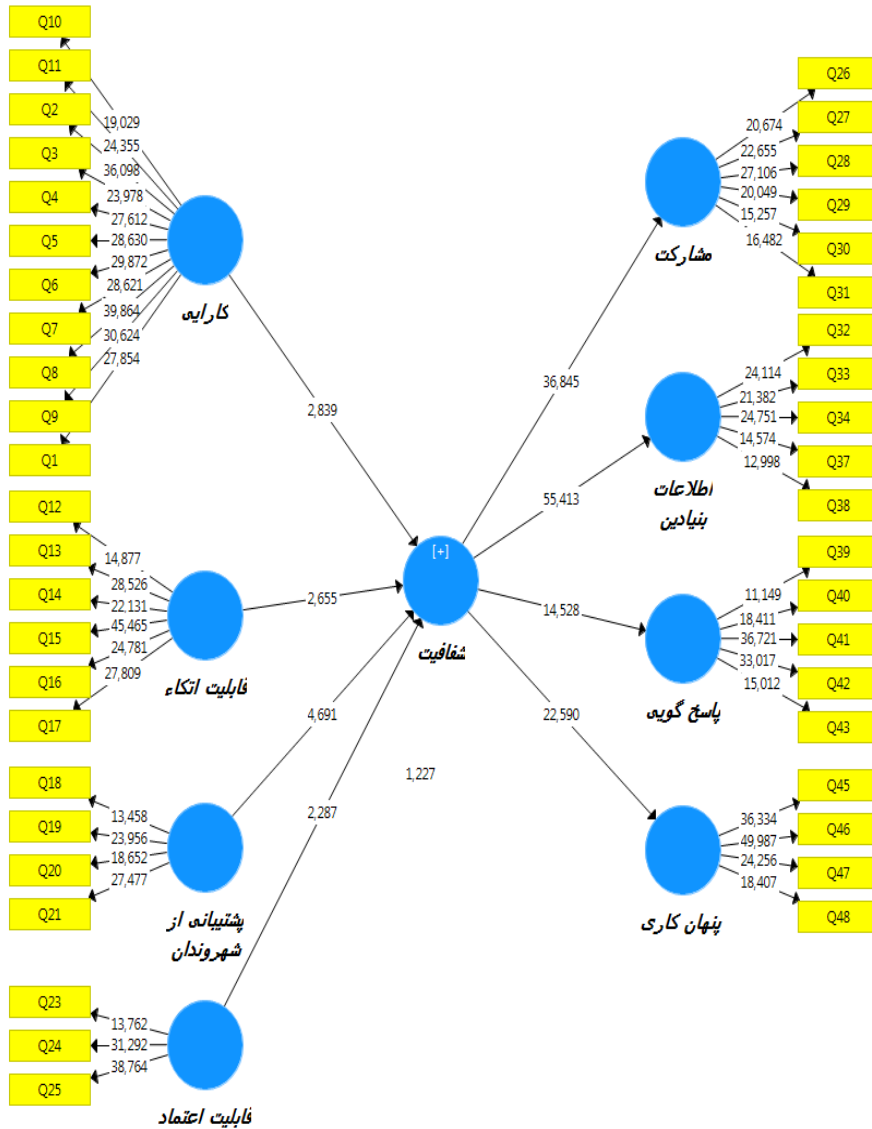 Q10
Q11
Q2
Q3
Q4
Q5
Q6
Q7
Q8
Q9
Q1
19,029
24,355
36,098
23,978
27,612
28,630
29,872
28,621
39,864
30,624
27,854
کارایی
2,839
Q12
Q13
Q14
Q15
Q16
Q17
14,877
28,526
22,131
45,465
24,781
27,809
قابلیت اتکاء
2,655
Q18
Q19
Q20
Q21
13,458
23,956
18,652
27,477
پشتیبانی از
شهروندان
4,691
Q23
Q24
Q25
13,762
31,292
38,764
قابلیت اعتماد
2,287
1,227
[+]
شفافیت
36,845
55,413
14,528
22,590
مشارکت
20,674
22,655
27,106
20,049
15,257
16,482
Q26
Q27
Q28
Q29
Q30
Q31
اطلاعات
بنیادین
24,114
21,382
24,751
14,574
12,998
Q32
Q33
Q34
Q37
Q38
پاسخ گویی
11,149
18,411
36,721
33,017
15,012
Q39
Q40
Q41
Q42
Q43
پنهان کاری
36,334
49,987
24,256
18,407
Q45
Q46
Q47
Q48